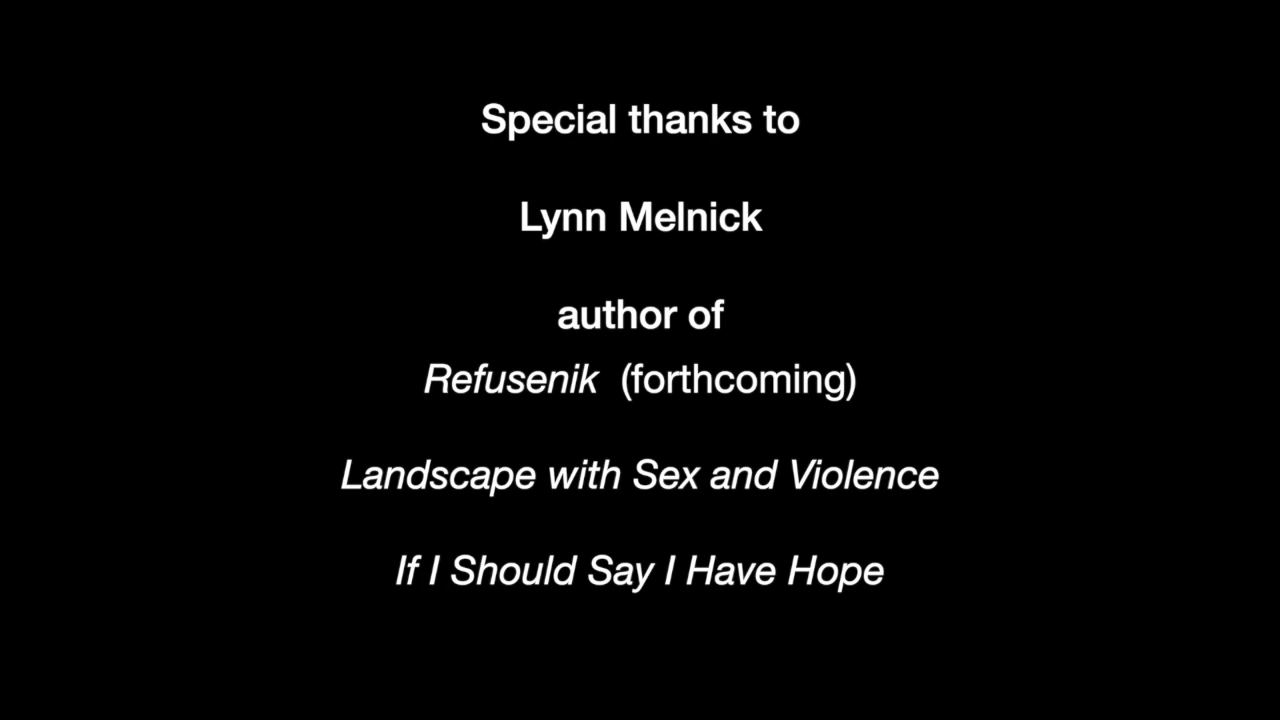 Special thanks to
Lynn Melnick
author of
Refusenik (forthcoming)
Landscape with Sex and Violence
If I Should Say I Have Hope